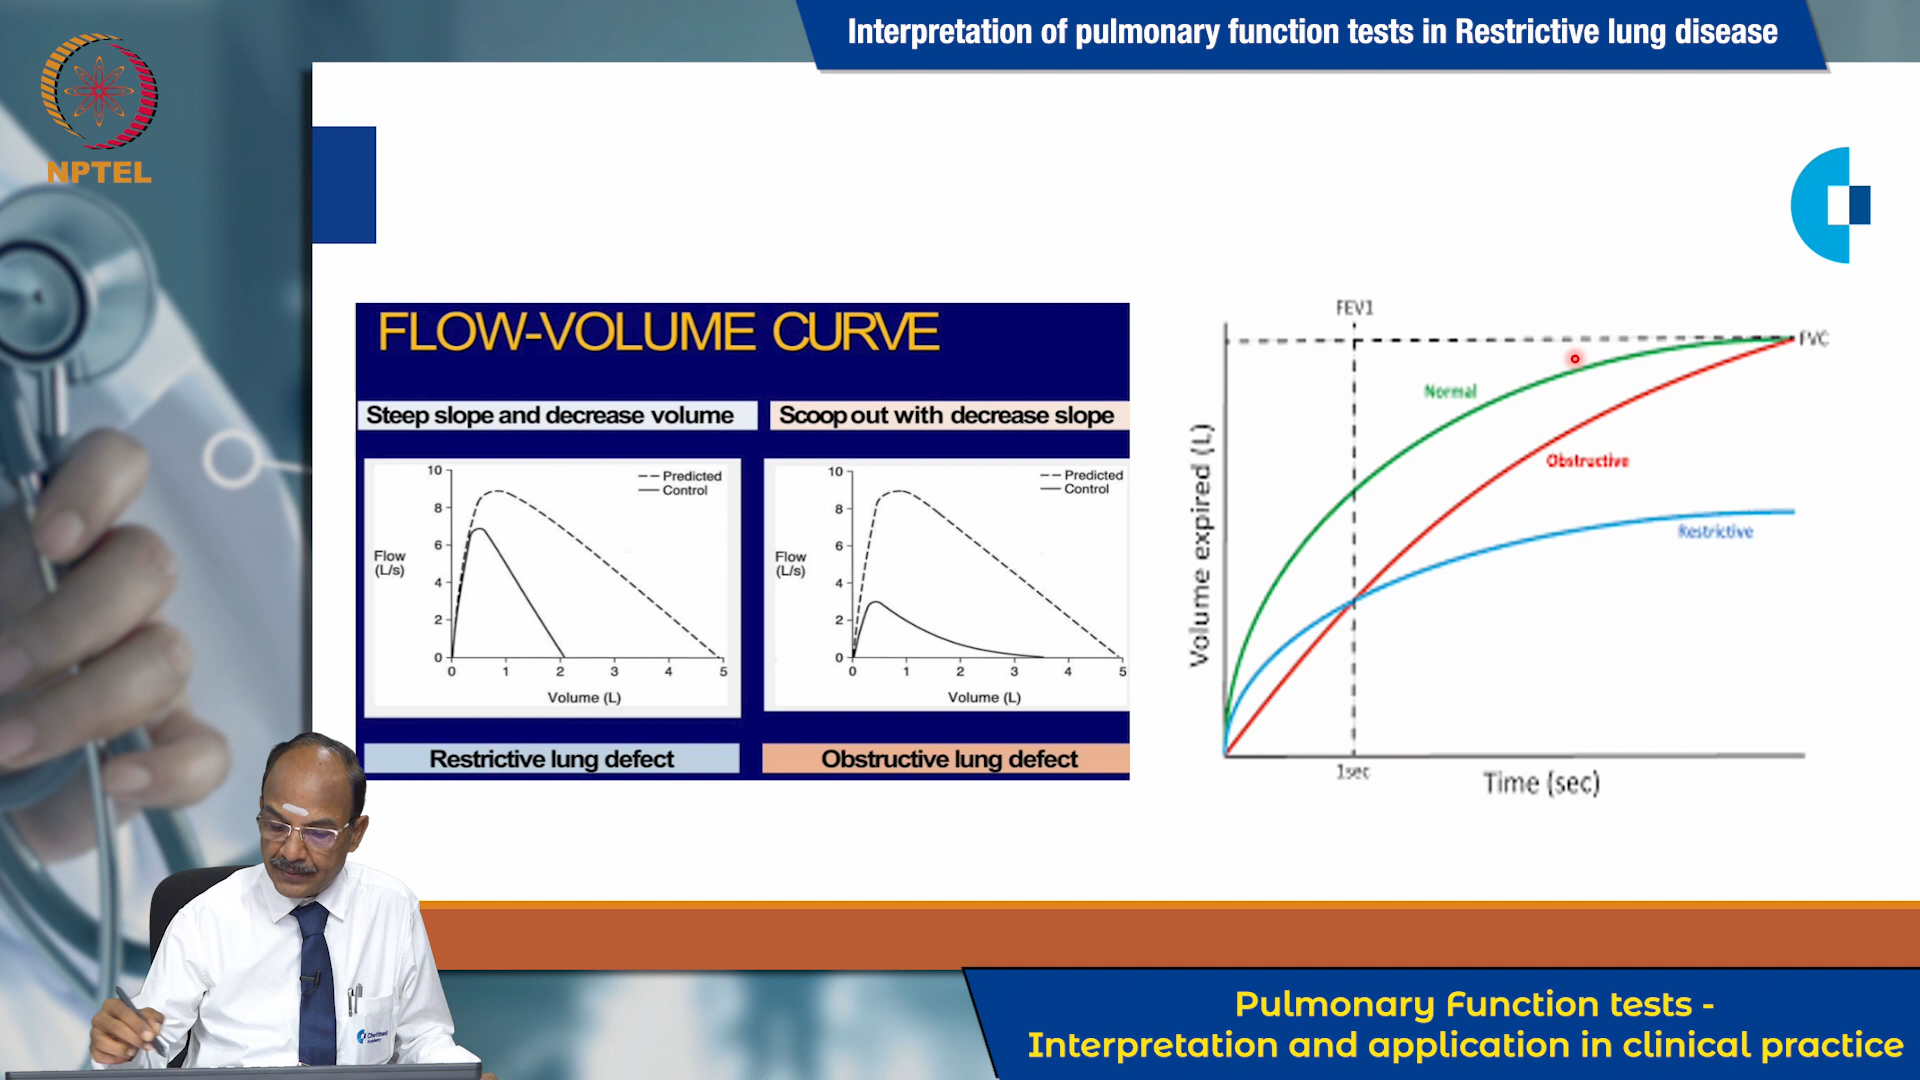 Interpretation of pulmonary function tests in Restrictive lung disease
NPTEL
FLOW-VOLUME CURVE
Steep slope and decrease volume
Scoop out with decrease slope
10
8
6
4
2
0
Flow
(L/s)
Predicted
Control
0 1 2 3 4 5
Volume (L)
10
8
6
4
2
0
Flow
(L/s)
Predicted
Control
0 1 2 3 4 5
Volume (L)
Restrictive lung defect
Obstructive lung defect
FEV1
FVC
Normal
Obstructive
Restrictive
Volume expired (L)
1sec
Time (sec)
Pulmonary Function tests -
Interpretation and application in clinical practice